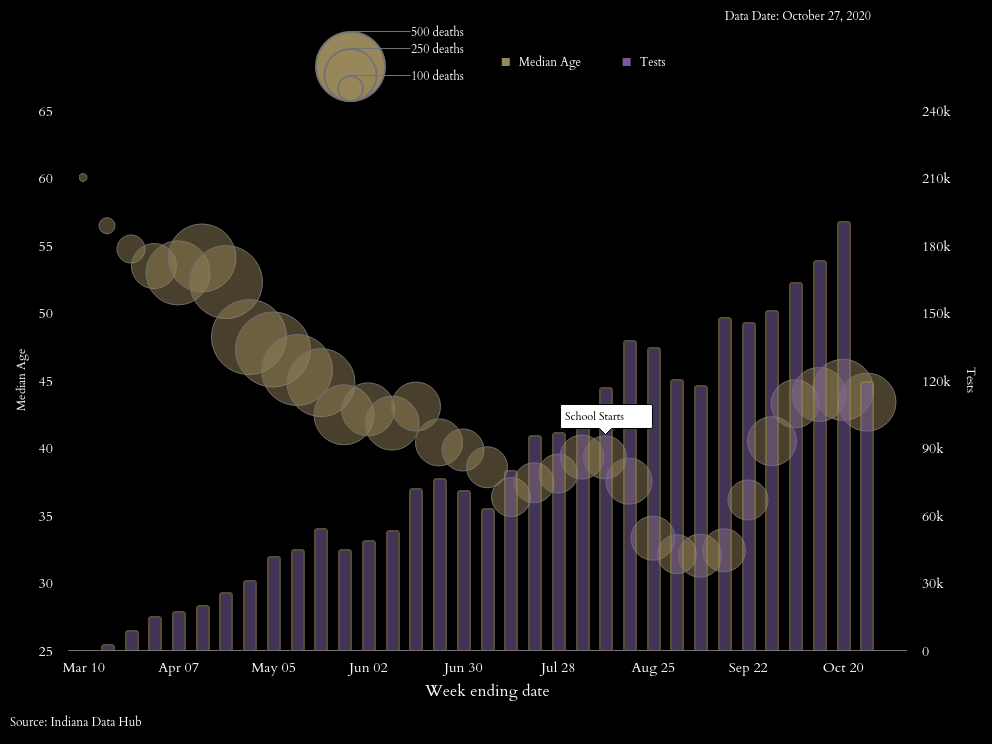 Data Date: October 27, 2020
500 deaths
250 deaths
100 deaths
Median Age
Tests
65
60
55
50
45
40
35
30
25
240k
210k
180k
150k
120k
90k
60k
30k
0
Median Age
Tests
School Starts
Mar 10 Apr 07 May 05 Jun 02 Jun 30 Jul 28 Aug 25 Sep 22 Oct 20
Week ending date
Source: Indiana Data Hub